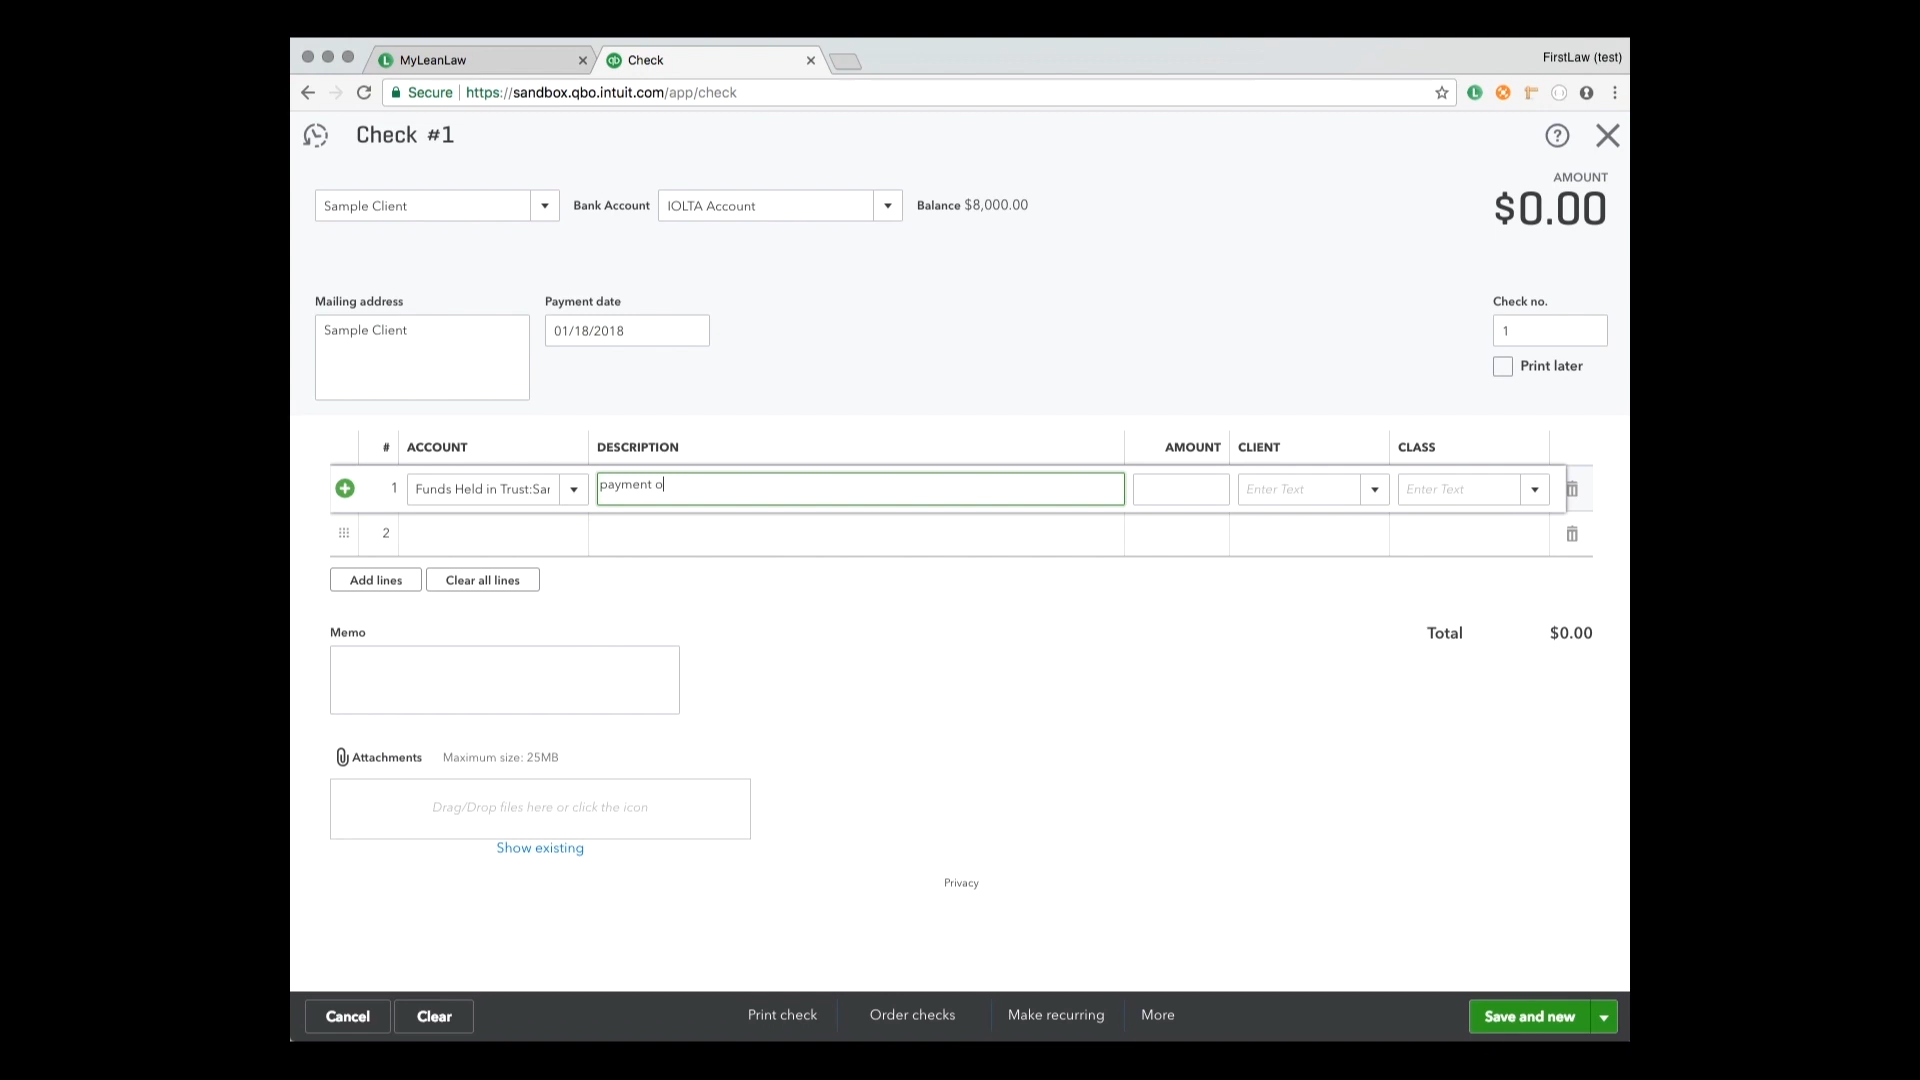 MyLeanLaw
Check
FirstLaw (test)
Secure
https://sandbox.qbo.intuit.com/app/check
Check #1
AMOUNT
$0.00
Sample Client
Bank Account
IOLTA Account
Balance $8,000.00
Mailing address
Payment date
Check no.
Sample Client
01/18/2018
1
Print later
# ACCOUNT DESCRIPTION AMOUNT CLIENT CLASS
1 Funds Held in Trust:Sar payment o Enter Text Enter Text
2
Add lines Clear all lines
Memo
Total $0.00
Attachments Maximum size: 25MB
Drag/Drop files here or click the icon
Show existing
Privacy
Cancel Clear Print check Order checks Make recurring More Save and new